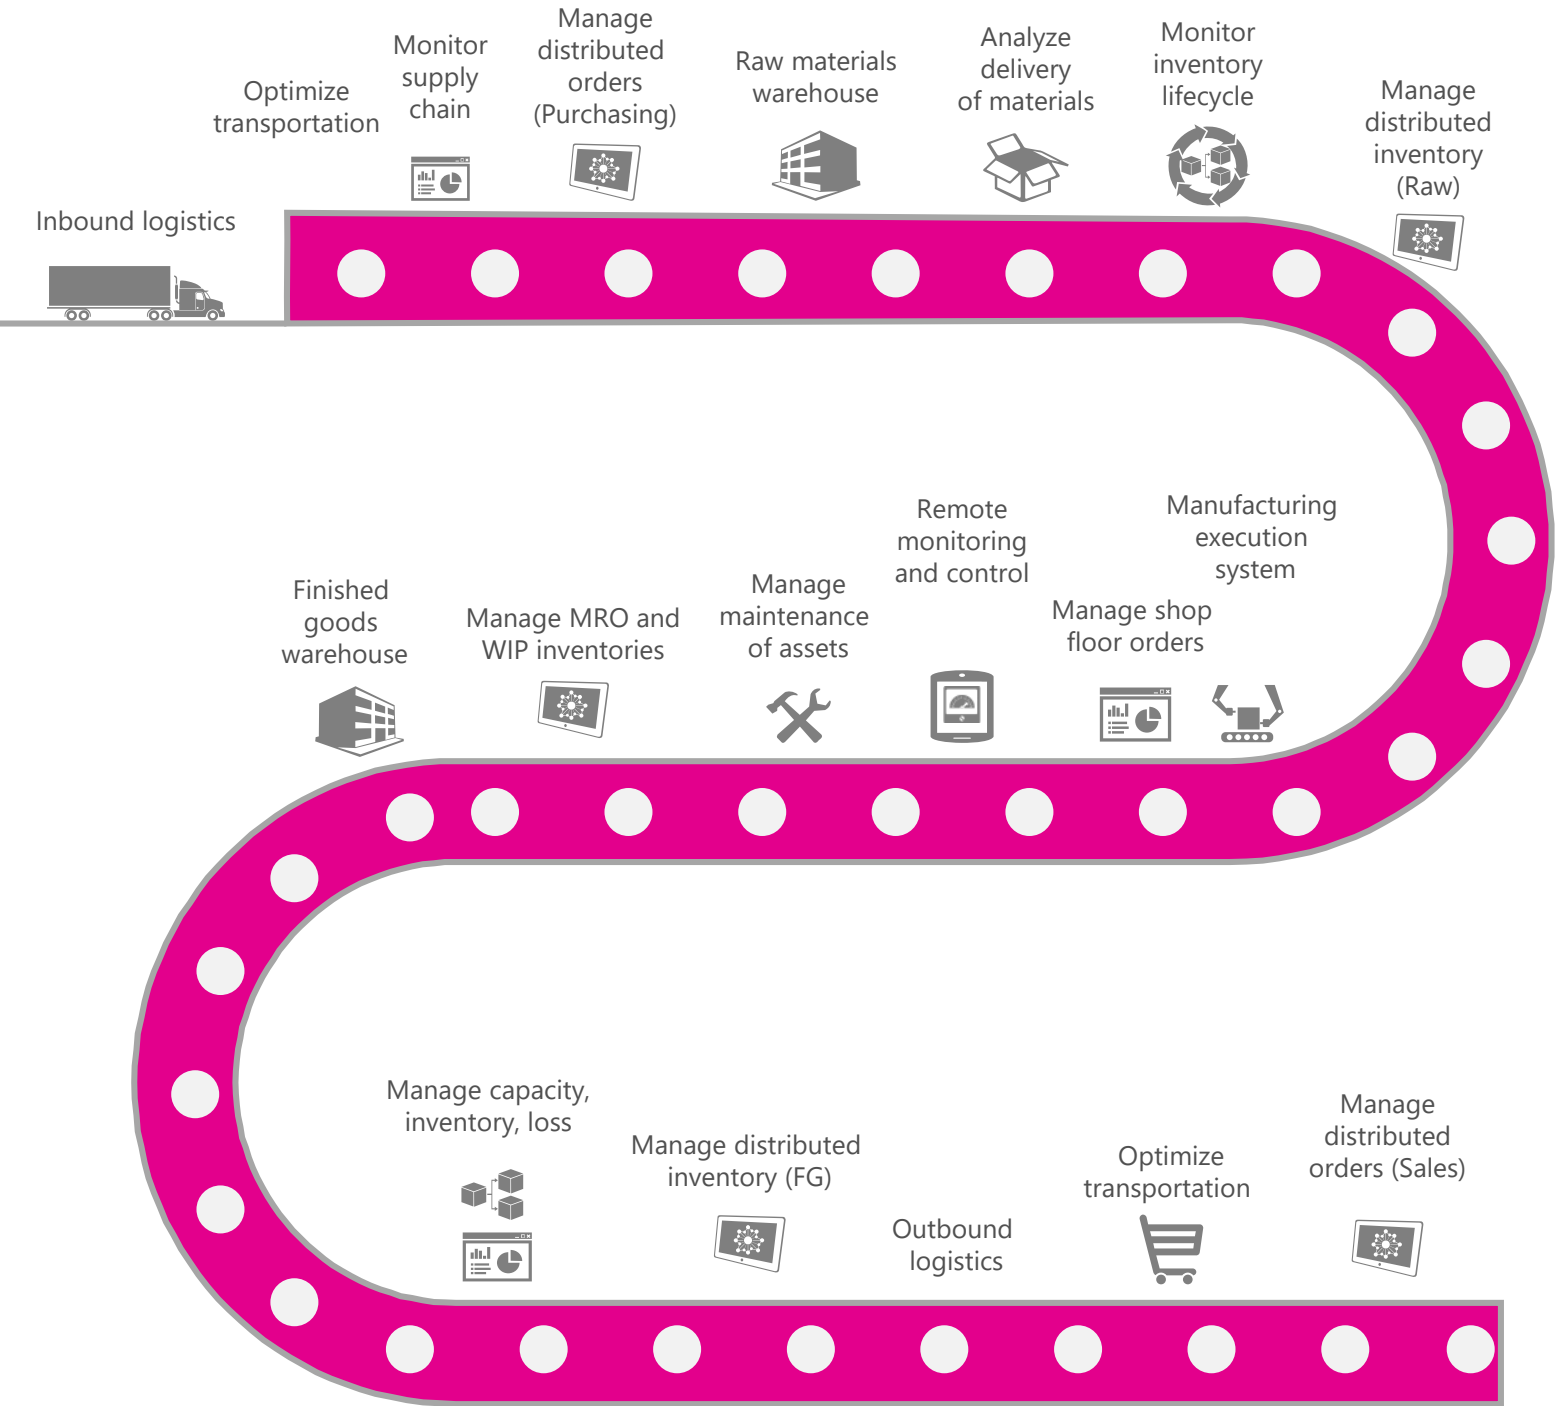 Inbound logistics
Optimize
transportation
Monitor
supply
chain
Manage
distributed
orders
(Purchasing)
Raw materials
warehouse
Analyze
delivery
of materials
Monitor
inventory
lifecycle
Manage
distributed
inventory
(Raw)
Finished
goods
warehouse
Manage MRO and
WIP inventories
Manage
maintenance
of assets
Remote
monitoring
and control
Manage shop
floor orders
Manufacturing
execution
system
Manage capacity,
inventory, loss
Manage distributed
inventory (FG)
Outbound
logistics
Optimize
transportation
Manage
distributed
orders (Sales)